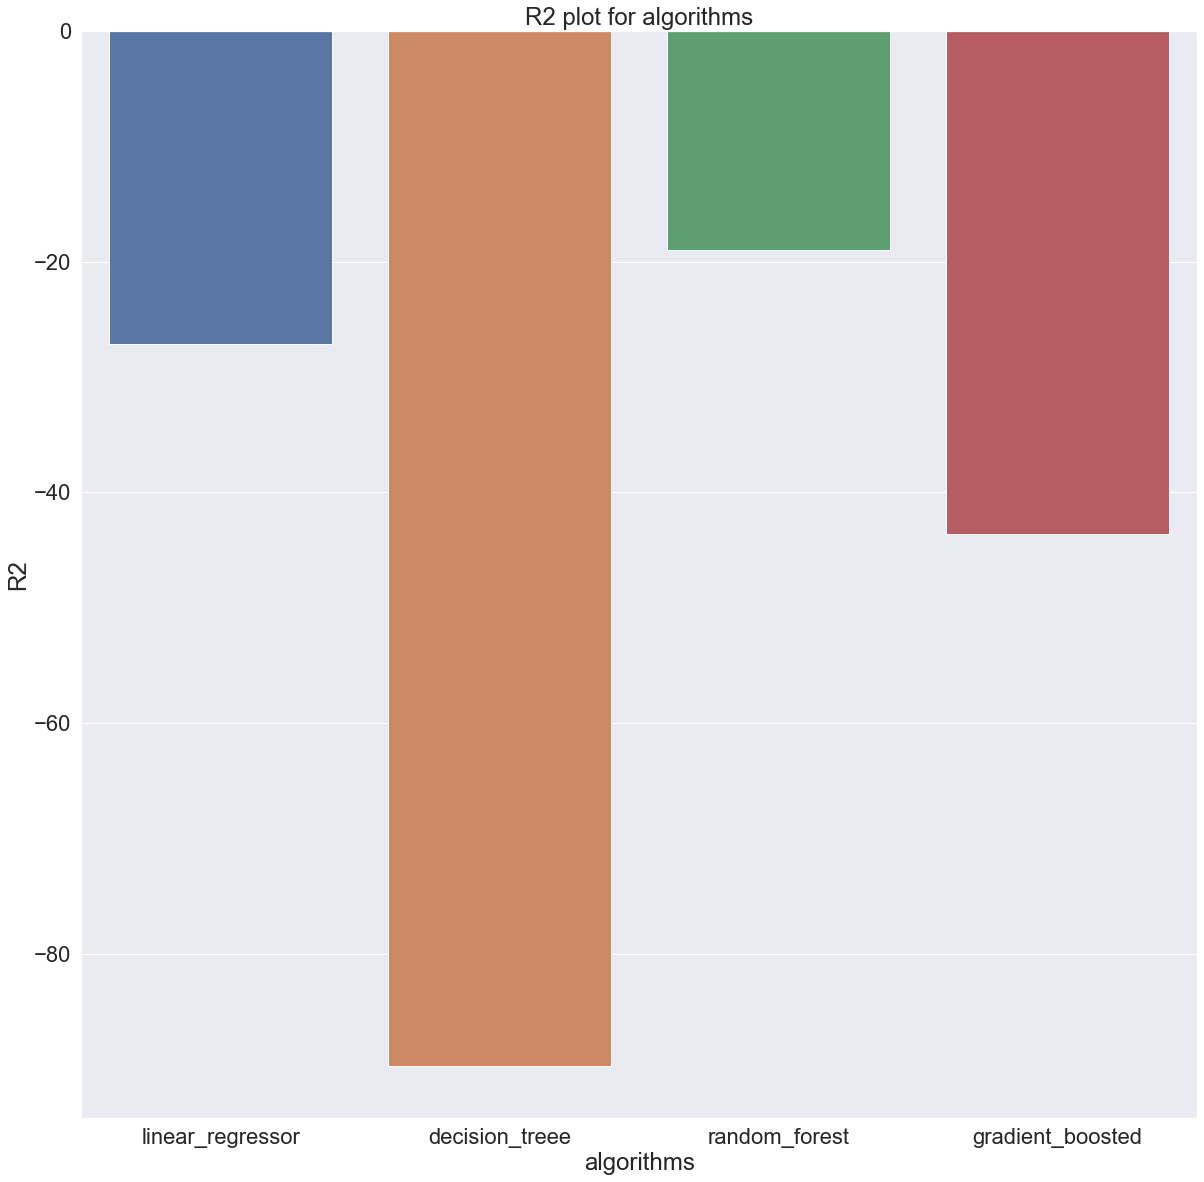 R2 plot for algorithms
0
−20
−40
−60
−80
R2
linear_regressor
decision_treee
random_forest
gradient_boosted
algorithms